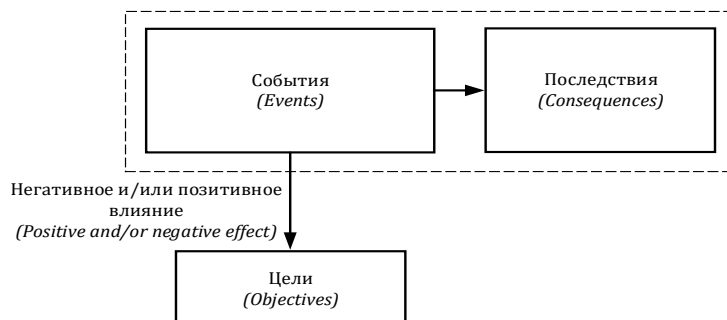 События
(Events)
Последствия
(Consequences)
Негативное и/или позитивное
влияние
(Positive and/or negative effect)
Цели
(Objectives)